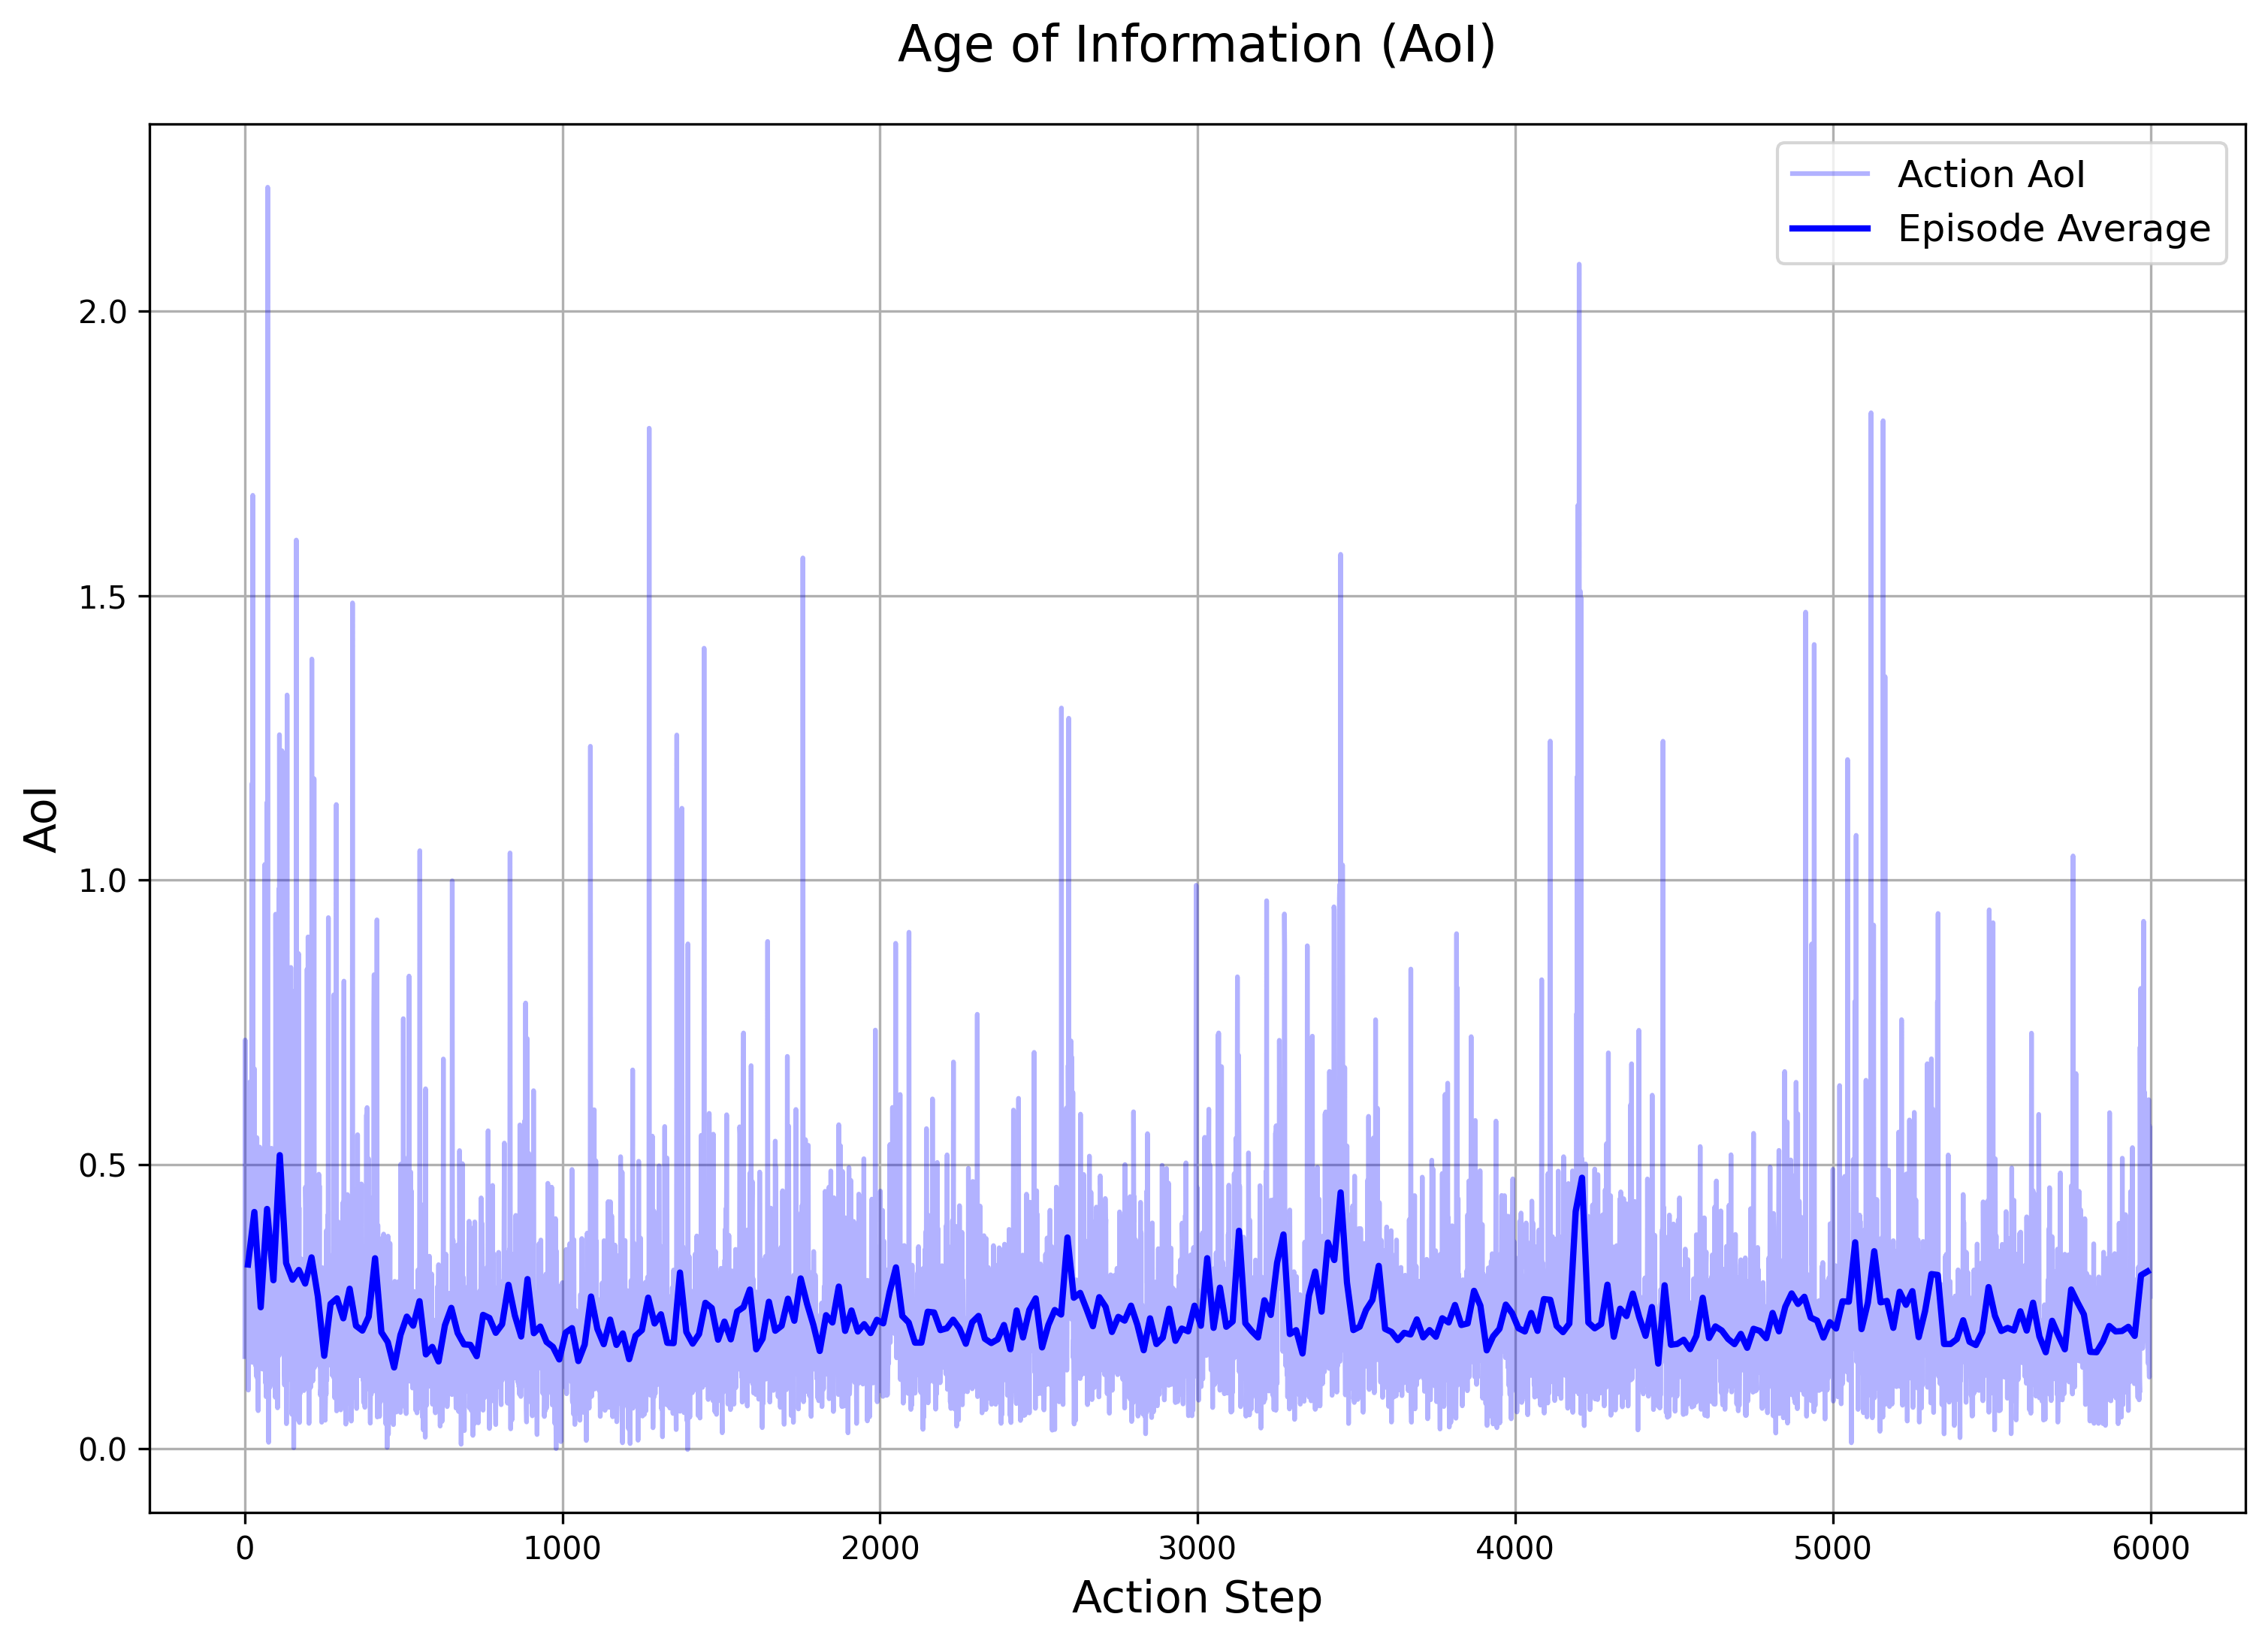 Age of Information (AoI)
Action AoI
Episode Average
2.0
1.5
1.0
0.5
0.0
AoI
0 1000 2000 3000 4000 5000 6000
Action Step